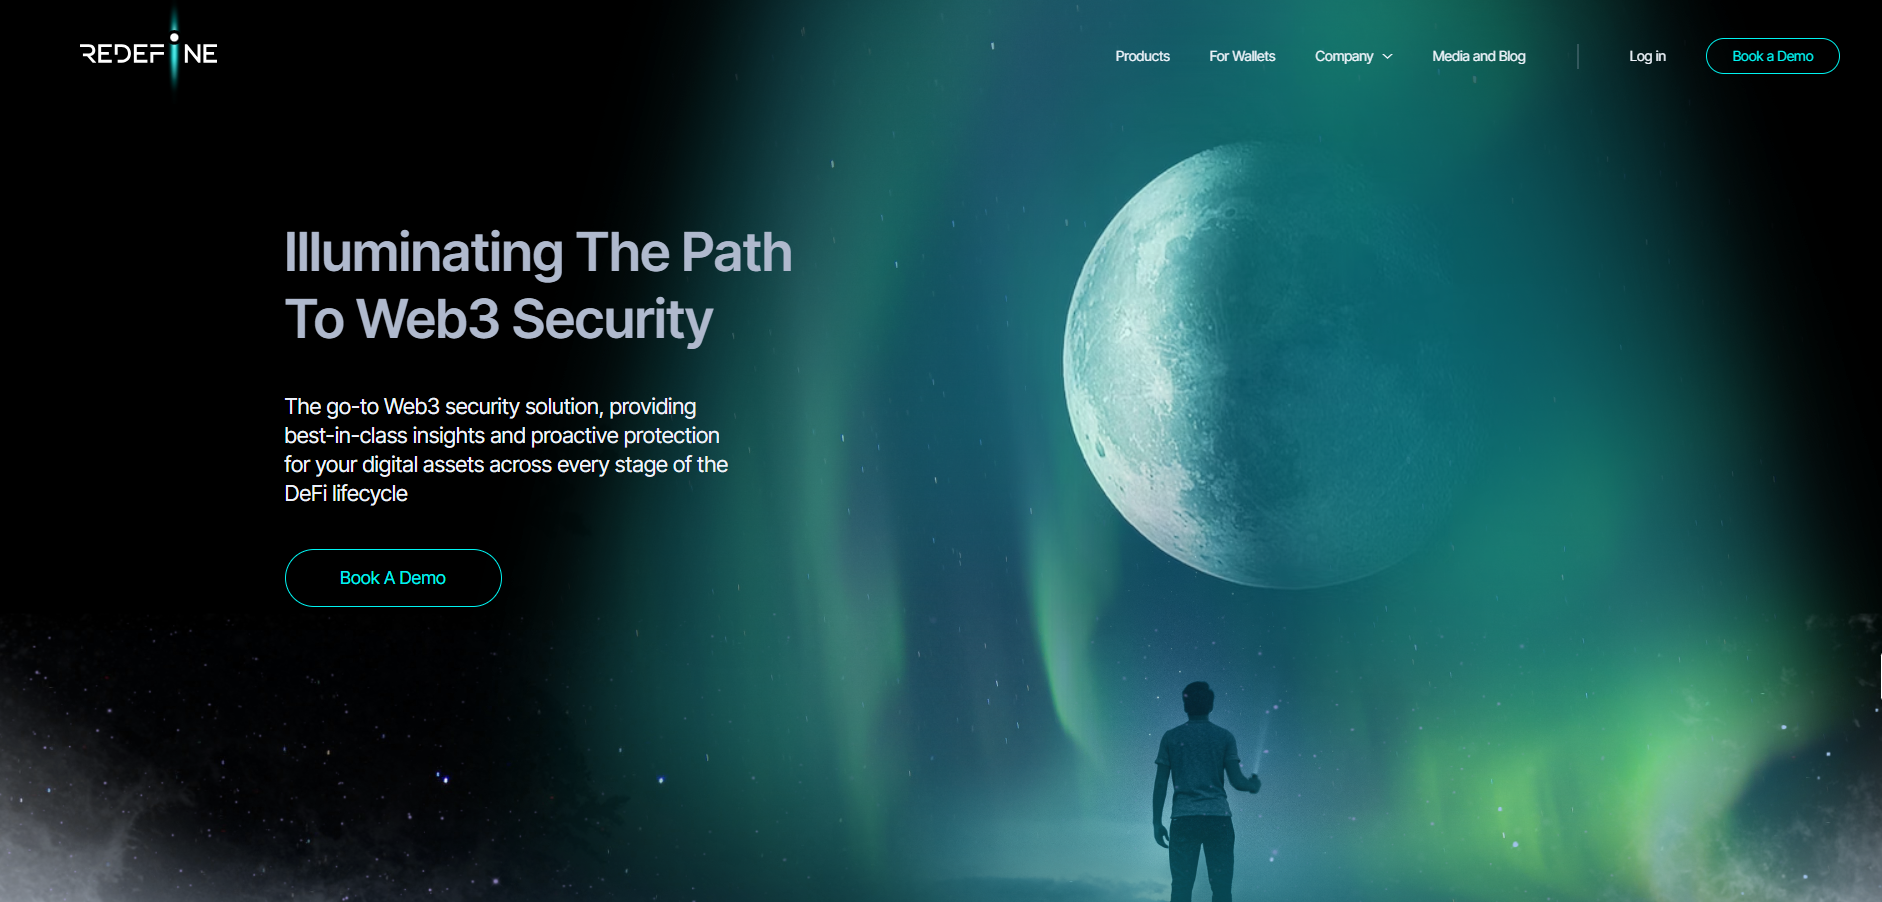 REDEFINE
Products
For Wallets
Company
Media and Blog
Log in
Book a Demo
Illuminating The Path
To Web3 Security
The go-to Web3 security solution, providing
best-in-class insights and proactive protection
for your digital assets across every stage of the
DeFi lifecycle
Book A Demo